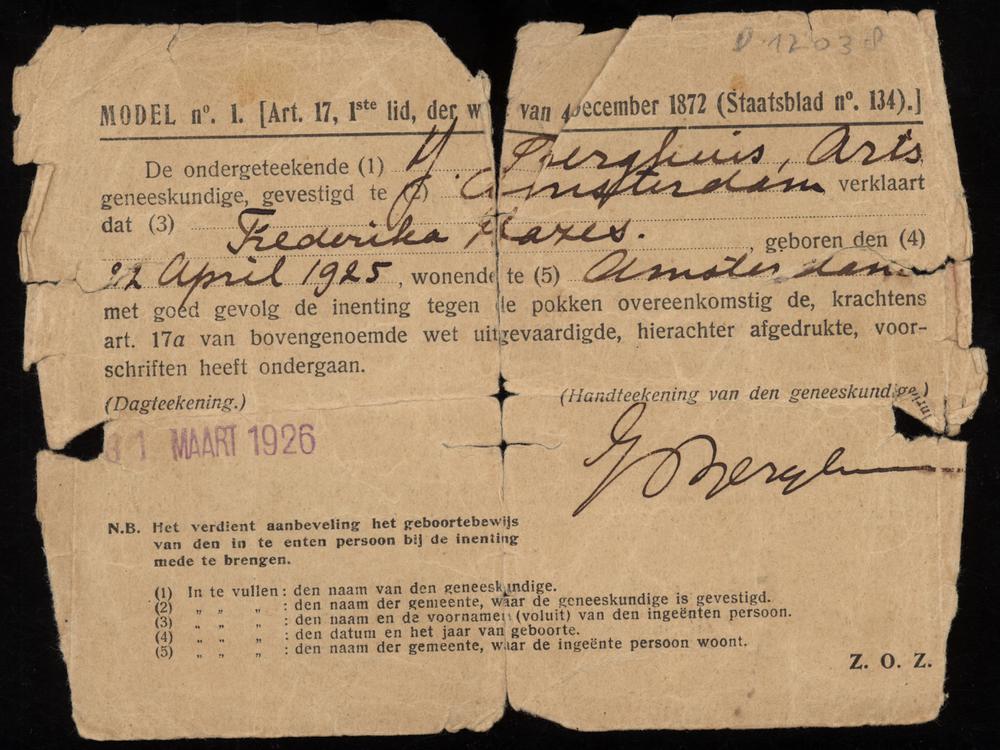 D 1203 P
MODEL nº. 1. [Art. 17, 1ste lid, der w van 4 December 1872 (Staatsblad nº. 134).]
De ondergeteekende (1) Berghuis, Arts
geneeskundige, gevestigd te (2) Amsterdam verklaart
dat (3)
Frederika Hazes. , geboren den (4)
22 April 1925 , wonende te (5) Amsterdam
met goed gevolg de inenting tegen de pokken overeenkomstig de, krachtens
art. 17a van bovengenoemde wet uitgevaardigde, hierachter afgedrukte, voor-
schriften heeft ondergaan.
(Dagteekening.) (Handteekening van den geneeskundige.)
31 MAART 1926
Berghuis
N.B. Het verdient aanbeveling het geboortebewijs
van den in te enten persoon bij de inenting
mede te brengen.
(1) In te vullen: den naam van den geneeskundige.
(2) „ „ „ : den naam der gemeente, waar de geneeskundige is gevestigd.
(3) „ „ „ : den naam en de voornamen (voluit) van den ingeënten persoon.
(4) „ „ „ : den datum en het jaar van geboorte.
(5) „ „ „ : den naam der gemeente, waar de ingeënte persoon woont.
Z. O. Z.